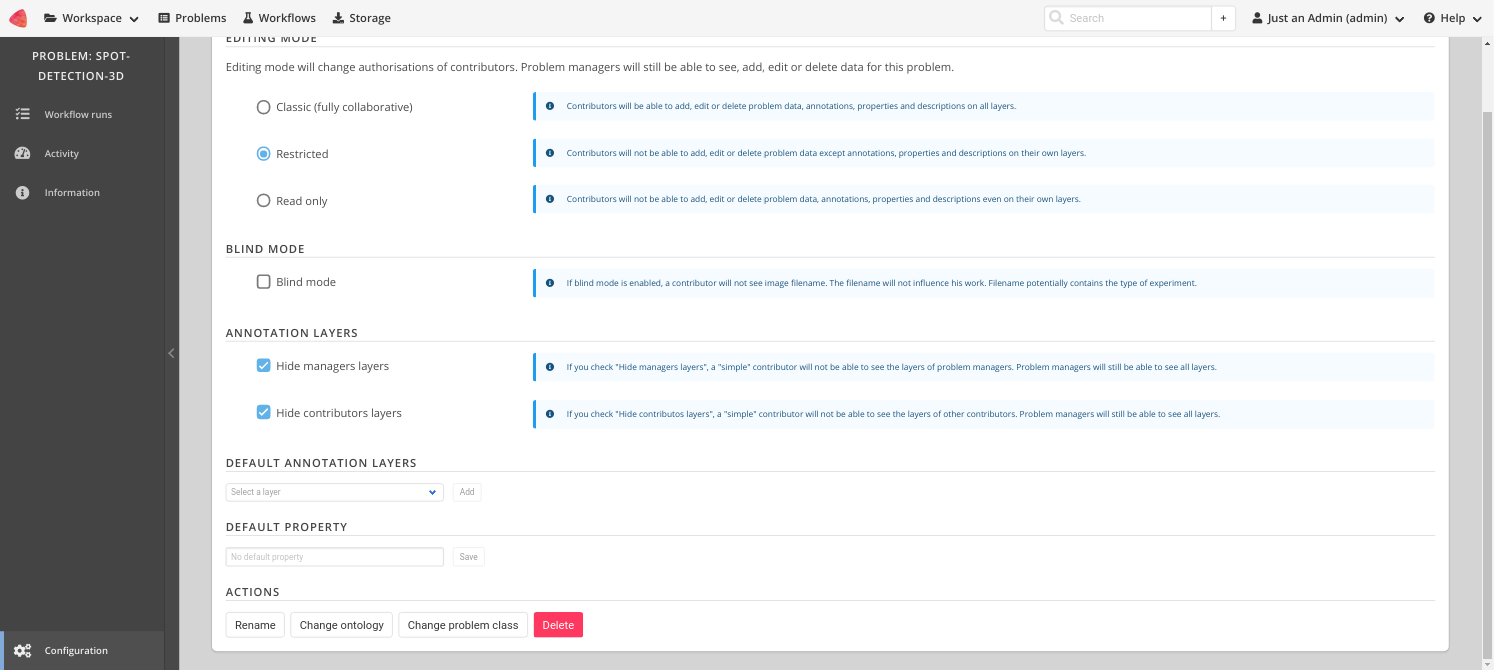 Workspace
Problems
Workflows
Storage
Search
+
Just an Admin (admin)
Help
PROBLEM: SPOT-
DETECTION-3D
Workflow runs
Activity
Information
Configuration
EDITING MODE
Editing mode will change authorisations of contributors. Problem managers will still be able to see, add, edit or delete data for this problem.
Classic (fully collaborative)
Contributors will be able to add, edit or delete problem data, annotations, properties and descriptions on all layers.
Restricted
Contributors will not be able to add, edit or delete problem data except annotations, properties and descriptions on their own layers.
Read only
Contributors will not be able to add, edit or delete problem data, annotations, properties and descriptions even on their own layers.
BLIND MODE
Blind mode
If blind mode is enabled, a contributor will not see image filename. The filename will not influence his work. Filename potentially contains the type of experiment.
ANNOTATION LAYERS
Hide managers layers
If you check "Hide managers layers", a "simple" contributor will not be able to see the layers of problem managers. Problem managers will still be able to see all layers.
Hide contributors layers
If you check "Hide contributos layers", a "simple" contributor will not be able to see the layers of other contributors. Problem managers will still be able to see all layers.
DEFAULT ANNOTATION LAYERS
Select a layer
Add
DEFAULT PROPERTY
No default property
Save
ACTIONS
Rename
Change ontology
Change problem class
Delete